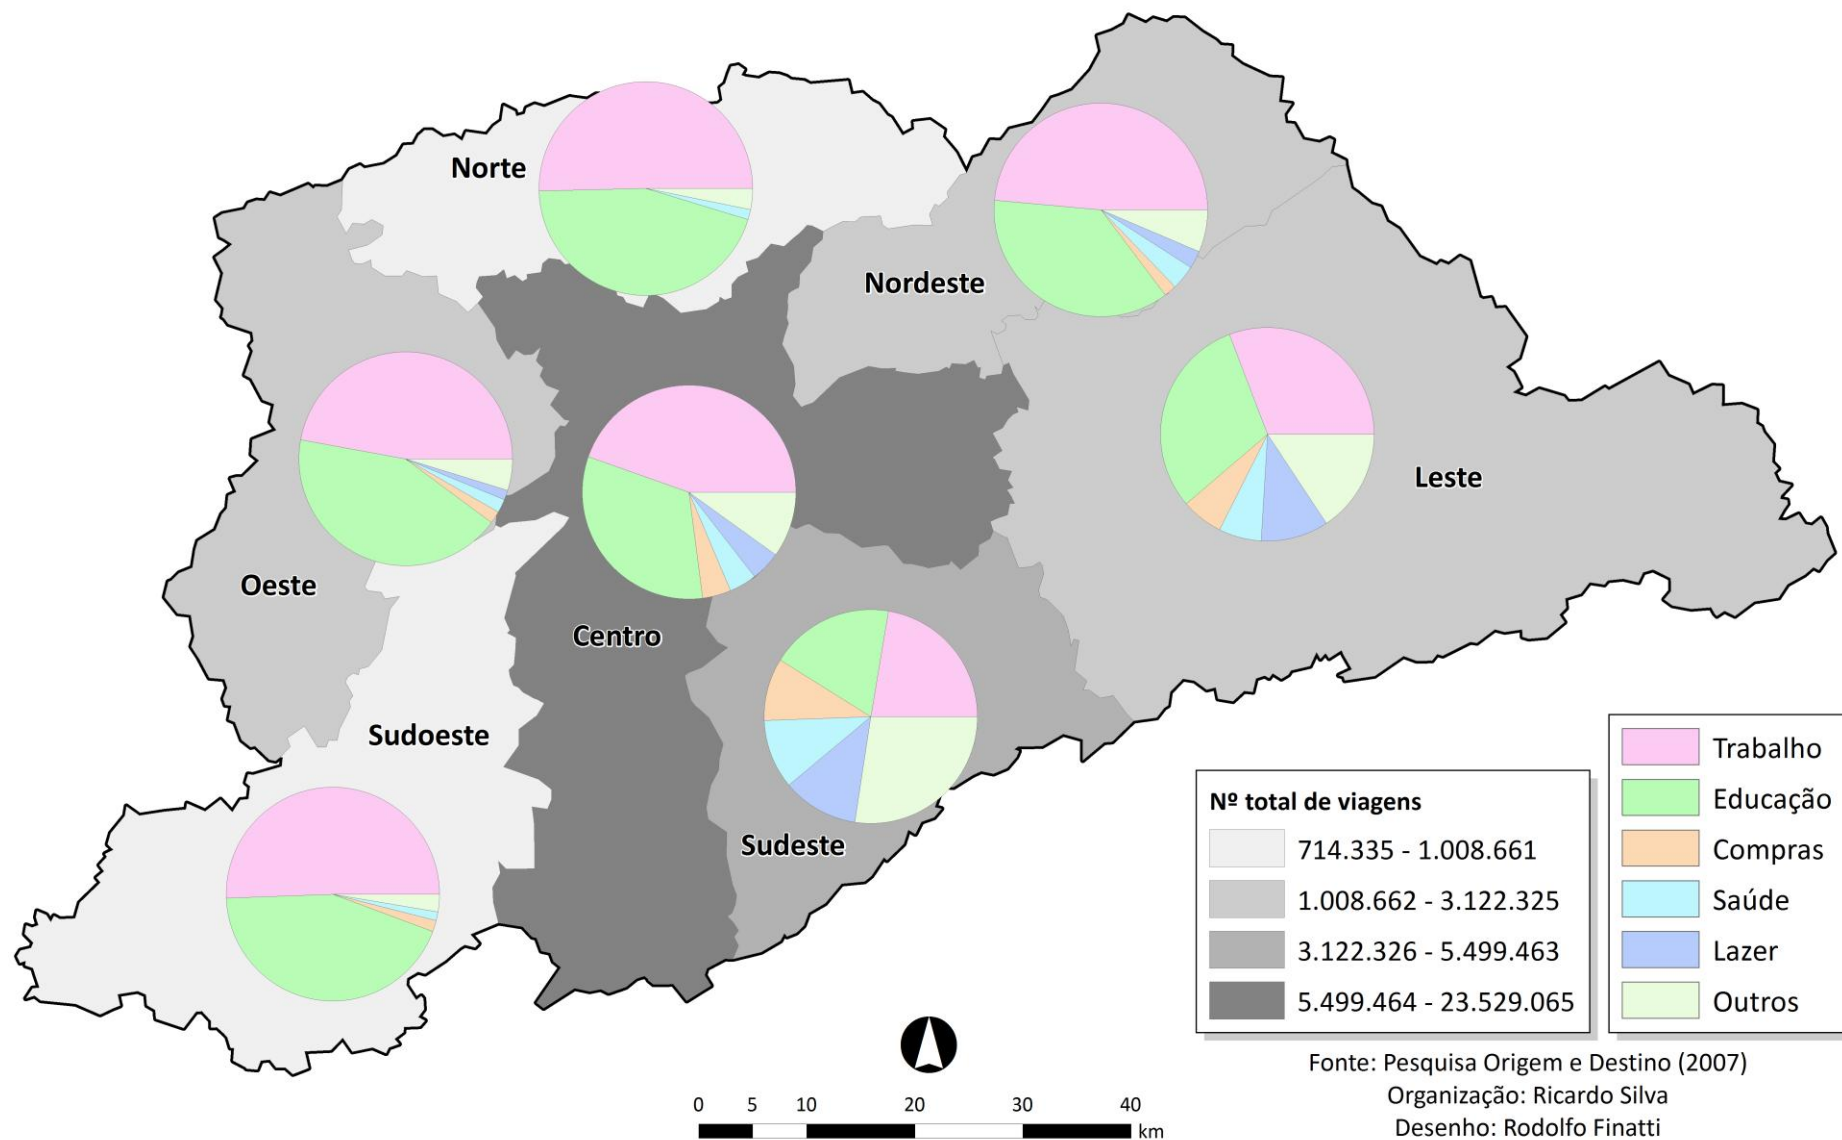 Norte
Nordeste
Leste
Oeste
Centro
Sudoeste
Sudeste
Nº total de viagens
714.335 - 1.008.661
1.008.662 - 3.122.325
3.122.326 - 5.499.463
5.499.464 - 23.529.065
Trabalho
Educação
Compras
Saúde
Lazer
Outros
0 5 10 20 30 40
km
Fonte: Pesquisa Origem e Destino (2007)
Organização: Ricardo Silva
Desenho: Rodolfo Finatti